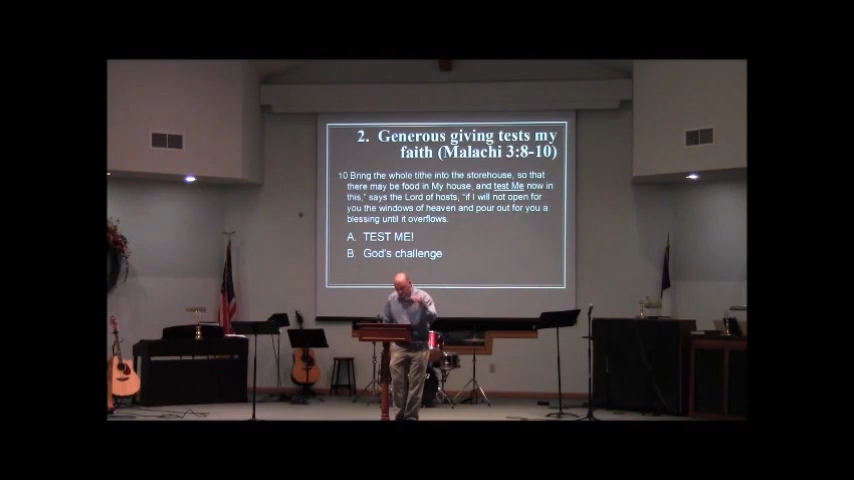 2. Generous giving tests my
faith (Malachi 3:8-10)
10 Bring the whole tithe into the storehouse, so that
there may be food in My house, and test Me now in
this," says the Lord of hosts, "if I will not open for
you the windows of heaven and pour out for you a
blessing until it overflows.
A. TEST ME!
B. God's challenge